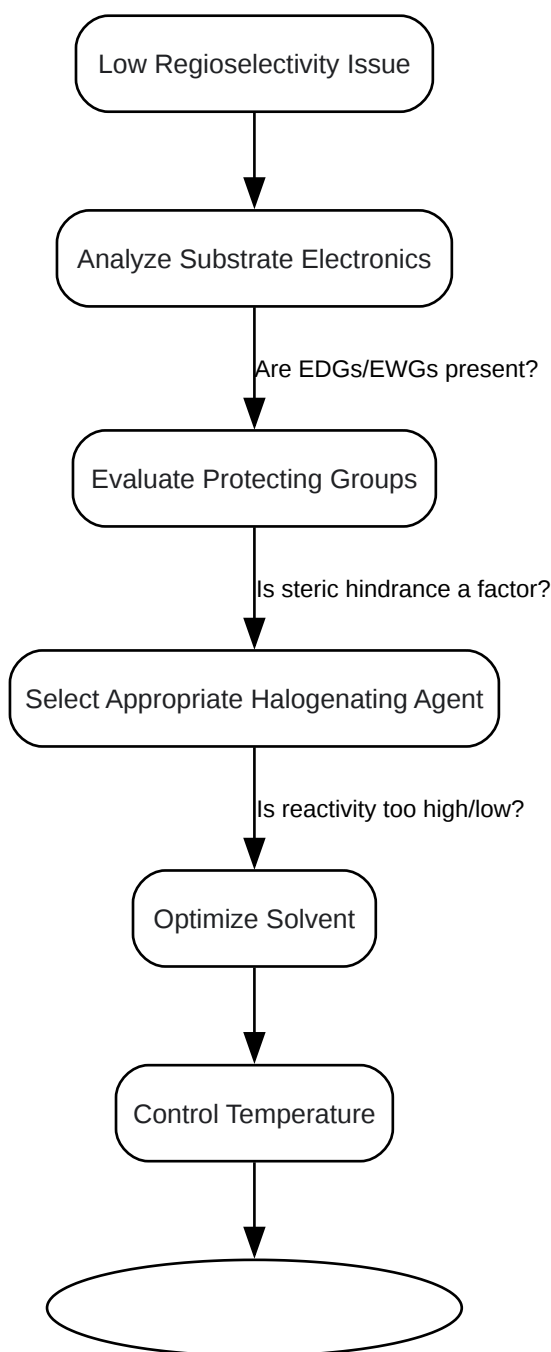 Low Regioselectivity Issue
Analyze Substrate Electronics
Are EDGs/EWGs present?
Evaluate Protecting Groups
Is steric hindrance a factor?
Select Appropriate Halogenating Agent
Is reactivity too high/low?
Optimize Solvent
Control Temperature